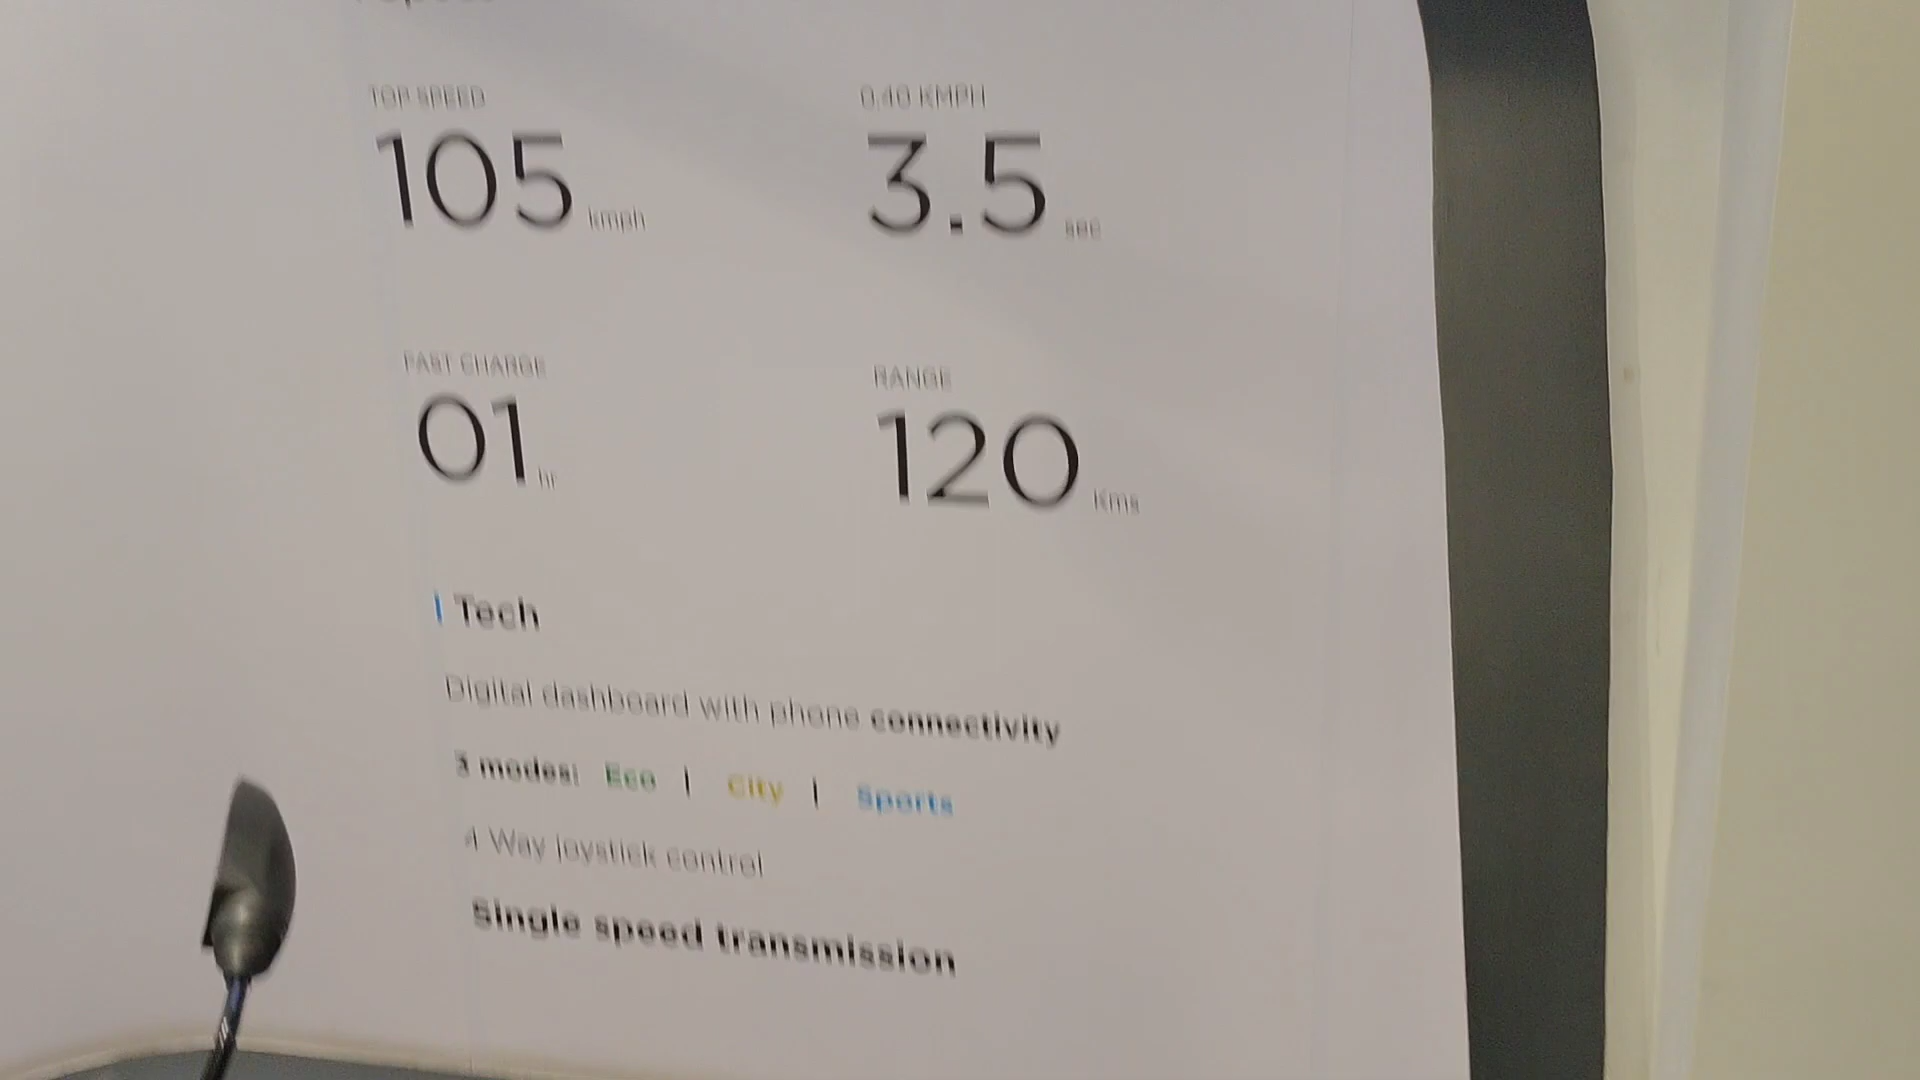 TOP SPEED
105 kmph
0.40 KMPH
3.5 sec
FAST CHARGE
01 hr
RANGE
120 Kms
Tech
Digital dashboard with phone connectivity
3 modes: Eco | City | Sports
4 Way joystick control
Single speed transmission